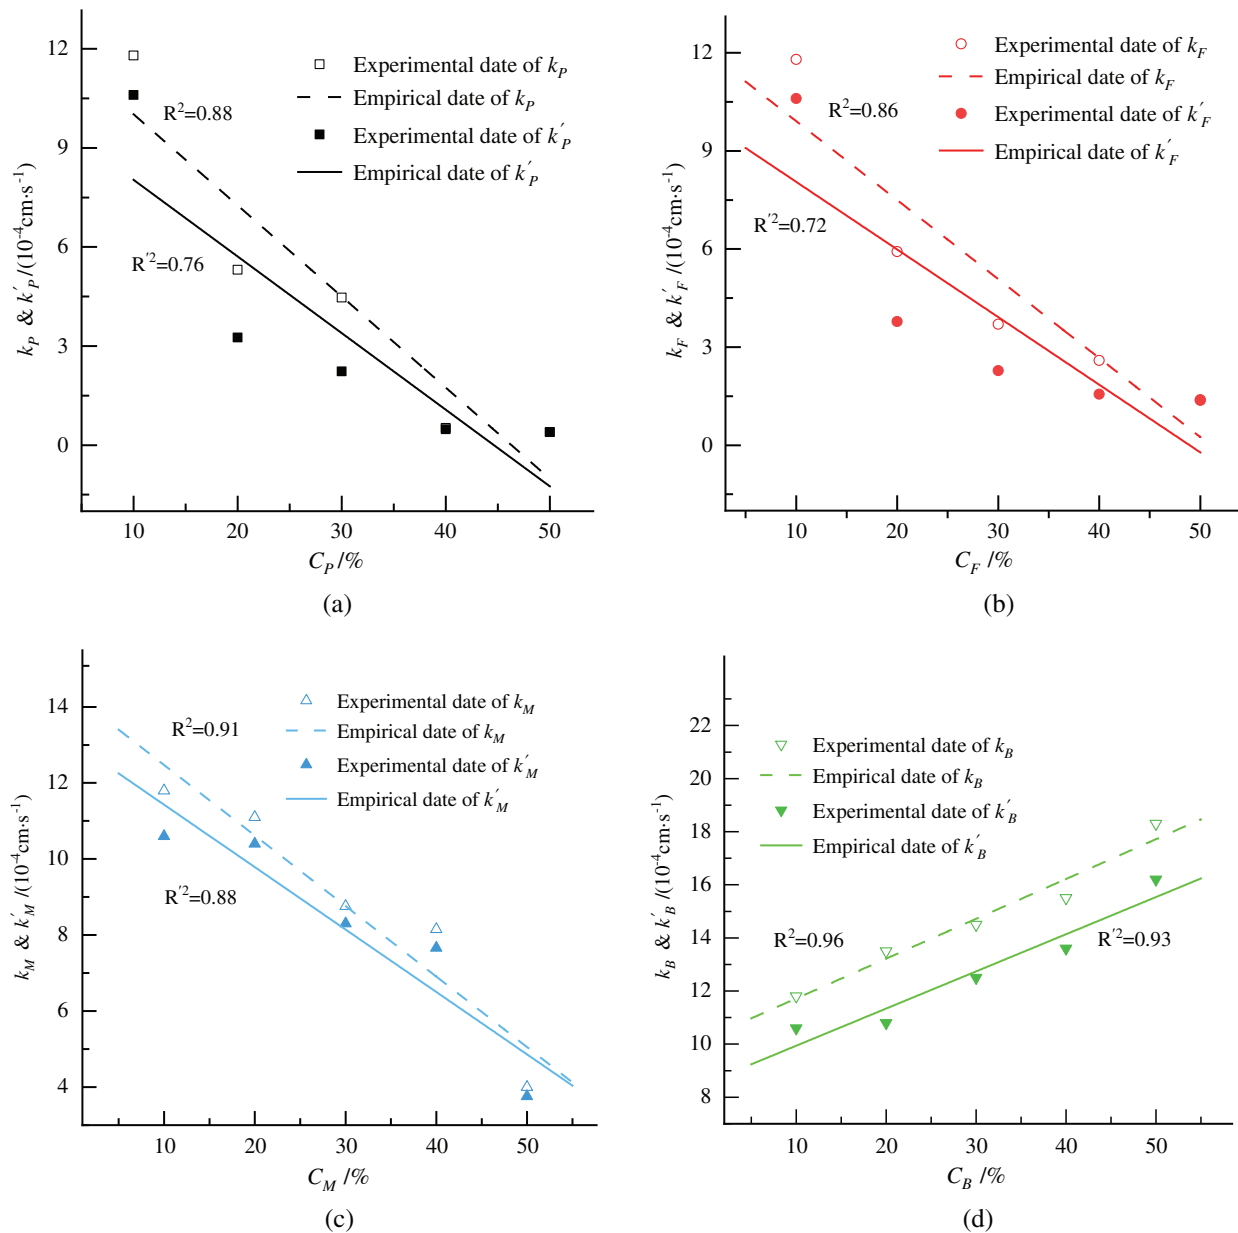 12
9
6
3
0
10
20
30
40
50
k_P & k'_P /(10^-4 cm·s^-1)
C_P /%
Experimental date of k_P
Empirical date of k_P
Experimental date of k'_P
Empirical date of k'_P
R^2=0.88
R'^2=0.76
(a)
12
9
6
3
0
10
20
30
40
50
k_F & k'_F /(10^-4 cm·s^-1)
C_F /%
Experimental date of k_F
Empirical date of k_F
Experimental date of k'_F
Empirical date of k'_F
R^2=0.86
R'^2=0.72
(b)
14
12
10
8
6
4
10
20
30
40
50
k_M & k'_M /(10^-4 cm·s^-1)
C_M /%
Experimental date of k_M
Empirical date of k_M
Experimental date of k'_M
Empirical date of k'_M
R^2=0.91
R'^2=0.88
(c)
22
20
18
16
14
12
10
8
10
20
30
40
50
k_B & k'_B /(10^-4 cm·s^-1)
C_B /%
Experimental date of k_B
Empirical date of k_B
Experimental date of k'_B
Empirical date of k'_B
R^2=0.96
R'^2=0.93
(d)